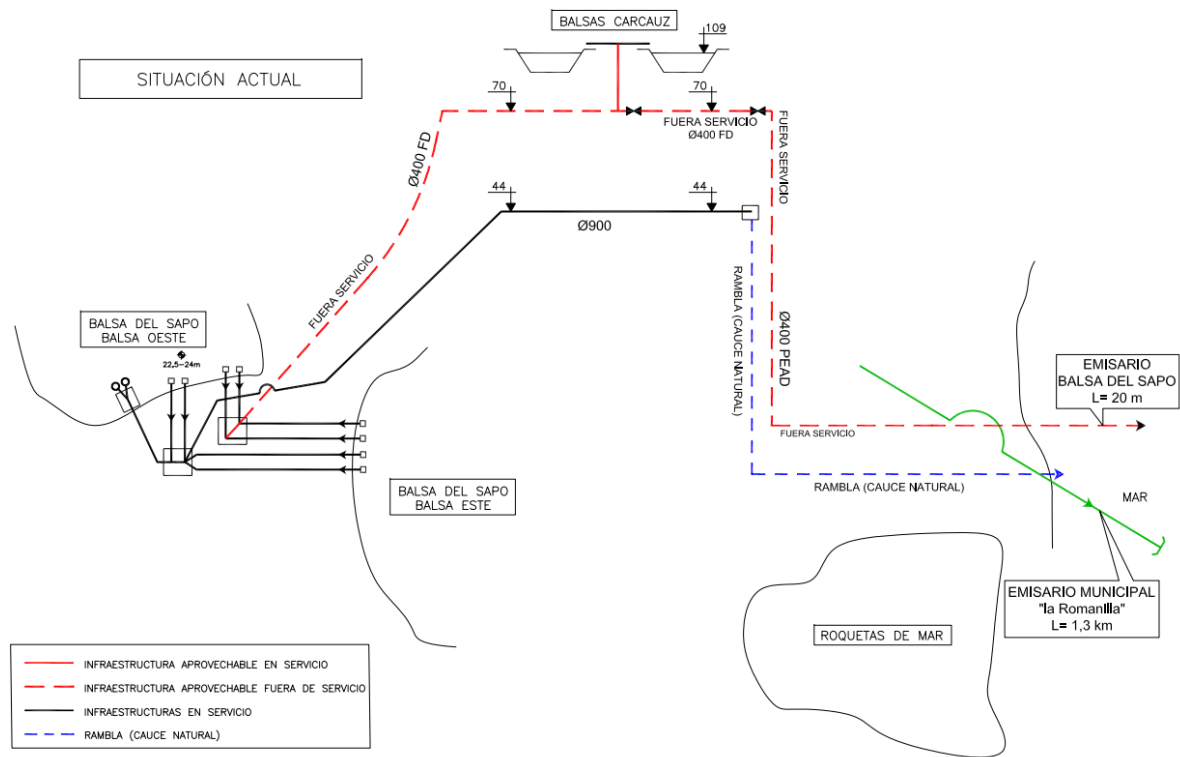 BALSAS CARCAUZ
109
SITUACIÓN ACTUAL
70
70
FUERA SERVICIO
Ø400 FD
FUERA SERVICIO
Ø400 FD
44
44
Ø900
FUERA SERVICIO
RAMBLA (CAUCE NATURAL)
Ø400 PEAD
BALSA DEL SAPO
BALSA OESTE
22,5-24m
EMISARIO
BALSA DEL SAPO
L= 20 m
FUERA SERVICIO
BALSA DEL SAPO
BALSA ESTE
RAMBLA (CAUCE NATURAL)
MAR
EMISARIO MUNICIPAL
"la Romanilla"
L= 1,3 km
ROQUETAS DE MAR
INFRAESTRUCTURA APROVECHABLE EN SERVICIO
INFRAESTRUCTURA APROVECHABLE FUERA DE SERVICIO
INFRAESTRUCTURAS EN SERVICIO
RAMBLA (CAUCE NATURAL)